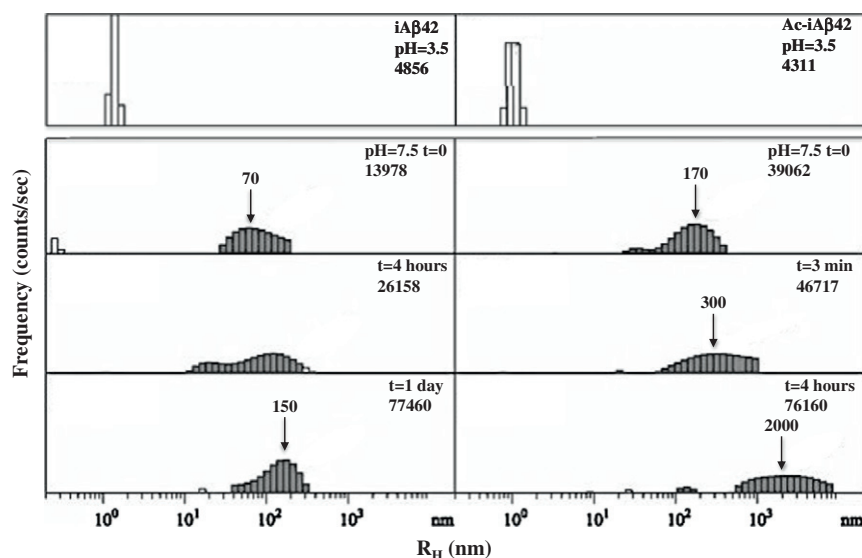 iAβ42
pH=3.5
4856
Ac-iAβ42
pH=3.5
4311
pH=7.5 t=0
13978
70
pH=7.5 t=0
39062
170
t=4 hours
26158
t=3 min
46717
300
t=1 day
77460
150
t=4 hours
76160
2000
Frequency (counts/sec)
10⁰ 10¹ 10² 10³ nm
10⁰ 10¹ 10² 10³ nm
R_H (nm)